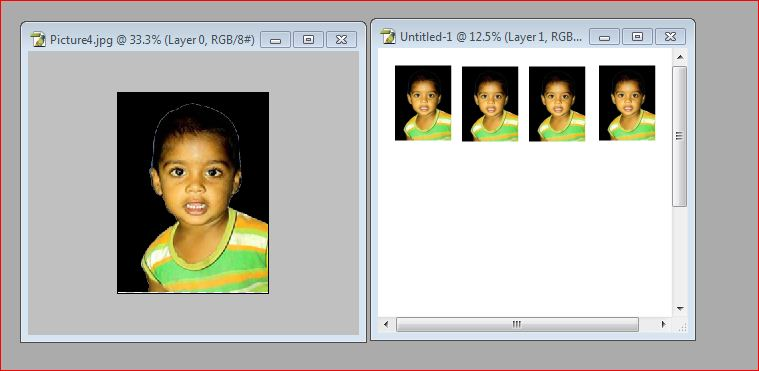 Picture4.jpg @ 33.3% (Layer 0, RGB/8#)
Untitled-1 @ 12.5% (Layer 1, RGB...